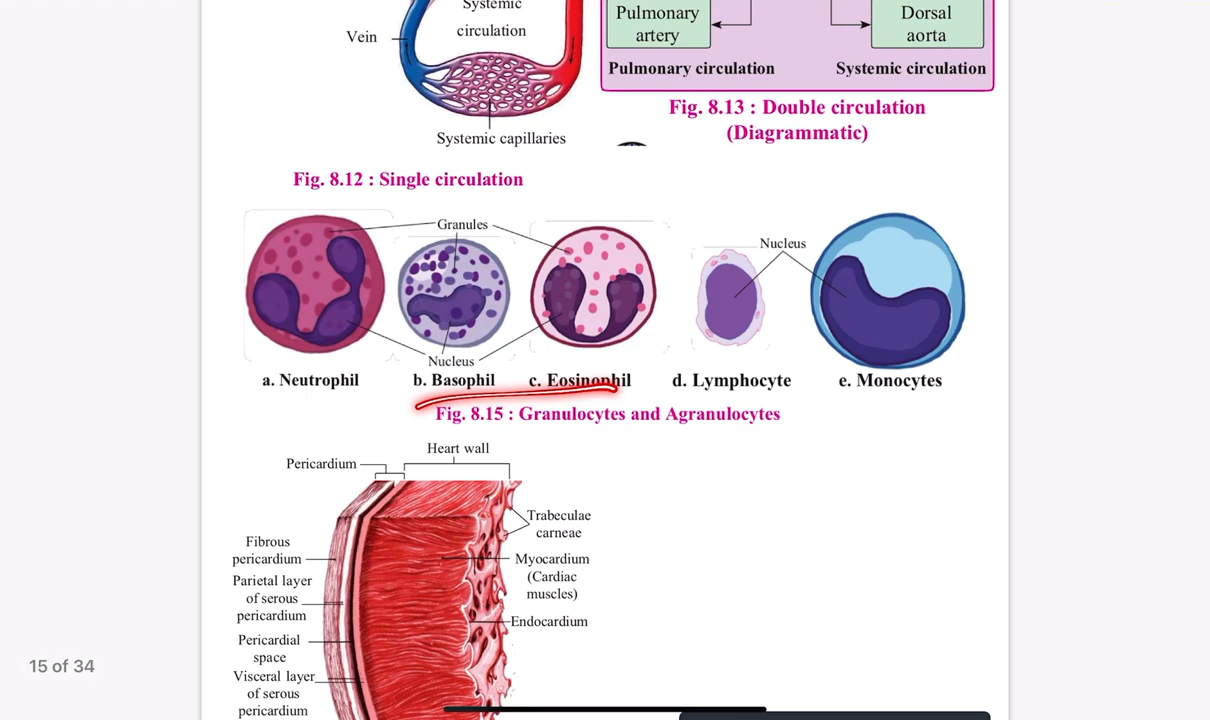 Systemic
circulation
Vein
Systemic capillaries
Fig. 8.12 : Single circulation
Pulmonary
artery
Dorsal
aorta
Pulmonary circulation
Systemic circulation
Fig. 8.13 : Double circulation
(Diagrammatic)
Granules
Nucleus
Nucleus
a. Neutrophil
b. Basophil
c. Eosinophil
d. Lymphocyte
e. Monocytes
Fig. 8.15 : Granulocytes and Agranulocytes
Heart wall
Pericardium
Trabeculae
carneae
Myocardium
(Cardiac
muscles)
Endocardium
Fibrous
pericardium
Parietal layer
of serous
pericardium
Pericardial
space
Visceral layer
of serous
pericardium
15 of 34